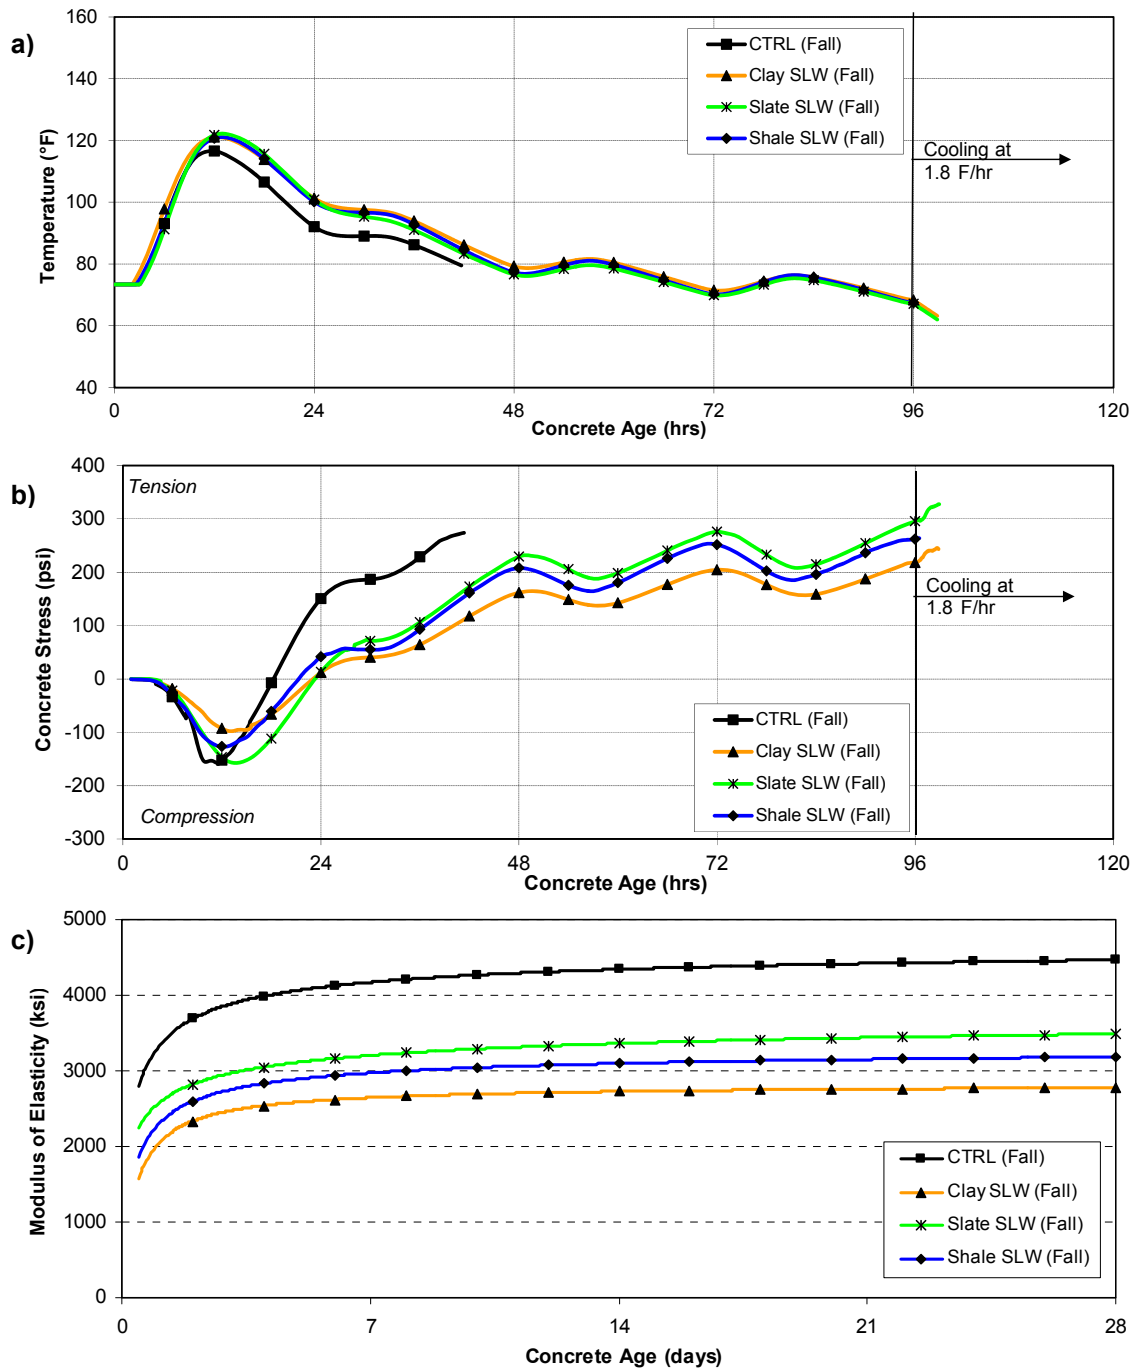 a)
160
140
120
100
80
60
40
Temperature (°F)
CTRL (Fall)
Clay SLW (Fall)
Slate SLW (Fall)
Shale SLW (Fall)
Cooling at
1.8 F/hr
0 24 48 72 96 120
Concrete Age (hrs)
b)
400
300
200
100
0
-100
-200
-300
Concrete Stress (psi)
Tension
Compression
Cooling at
1.8 F/hr
CTRL (Fall)
Clay SLW (Fall)
Slate SLW (Fall)
Shale SLW (Fall)
0 24 48 72 96 120
Concrete Age (hrs)
c)
5000
4000
3000
2000
1000
0
Modulus of Elasticity (ksi)
CTRL (Fall)
Clay SLW (Fall)
Slate SLW (Fall)
Shale SLW (Fall)
0 7 14 21 28
Concrete Age (days)